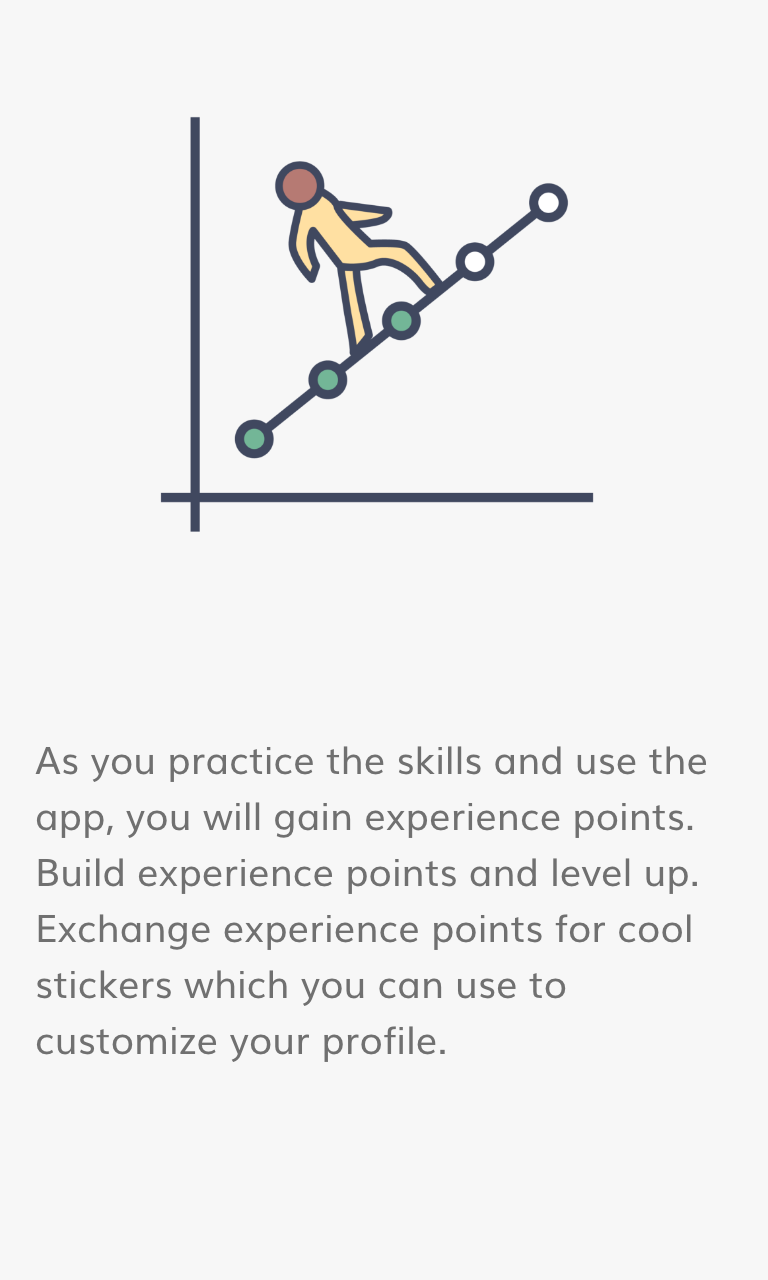 As you practice the skills and use the
app, you will gain experience points.
Build experience points and level up.
Exchange experience points for cool
stickers which you can use to
customize your profile.